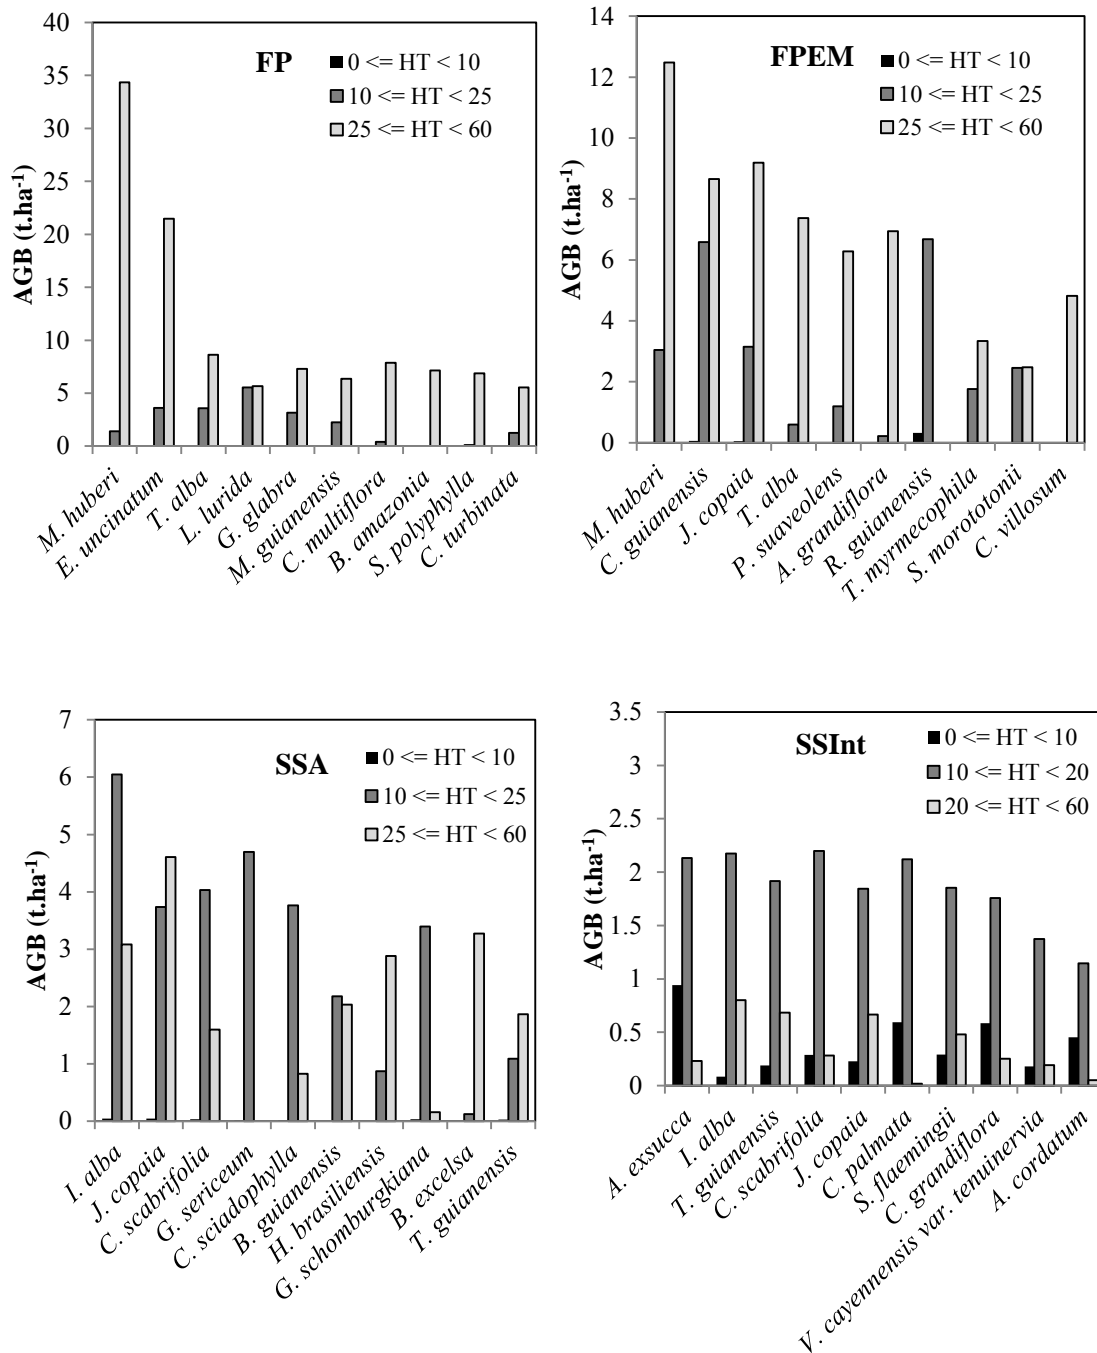 FP
0 <= HT < 10
10 <= HT < 25
25 <= HT < 60
AGB (t.ha-1)
40
35
30
25
20
15
10
5
0
M. huberi
E. uncinatum
T. alba
L. lurida
G. glabra
M. guianensis
C. multiflora
B. amazonia
S. polyphylla
C. turbinata
FPEM
0 <= HT < 10
10 <= HT < 25
25 <= HT < 60
AGB (t.ha-1)
14
12
10
8
6
4
2
0
M. huberi
C. guianensis
J. copaia
T. alba
P. suaveolens
A. grandiflora
R. guianensis
T. myrmecophila
S. morototonii
C. villosum
SSA
0 <= HT < 10
10 <= HT < 25
25 <= HT < 60
AGB (t.ha-1)
7
6
5
4
3
2
1
0
I. alba
J. copaia
C. scabrifolia
G. sericeum
C. sciadophylla
B. guianensis
H. brasiliensis
G. schomburgkiana
B. excelsa
T. guianensis
SSInt
0 <= HT < 10
10 <= HT < 20
20 <= HT < 60
AGB (t.ha-1)
3.5
3
2.5
2
1.5
1
0.5
0
A. exsucca
I. alba
T. guianensis
C. scabrifolia
J. copaia
C. palmata
S. flaemingii
C. grandiflora
V. cayennensis var. tenuinervia
A. cordatum